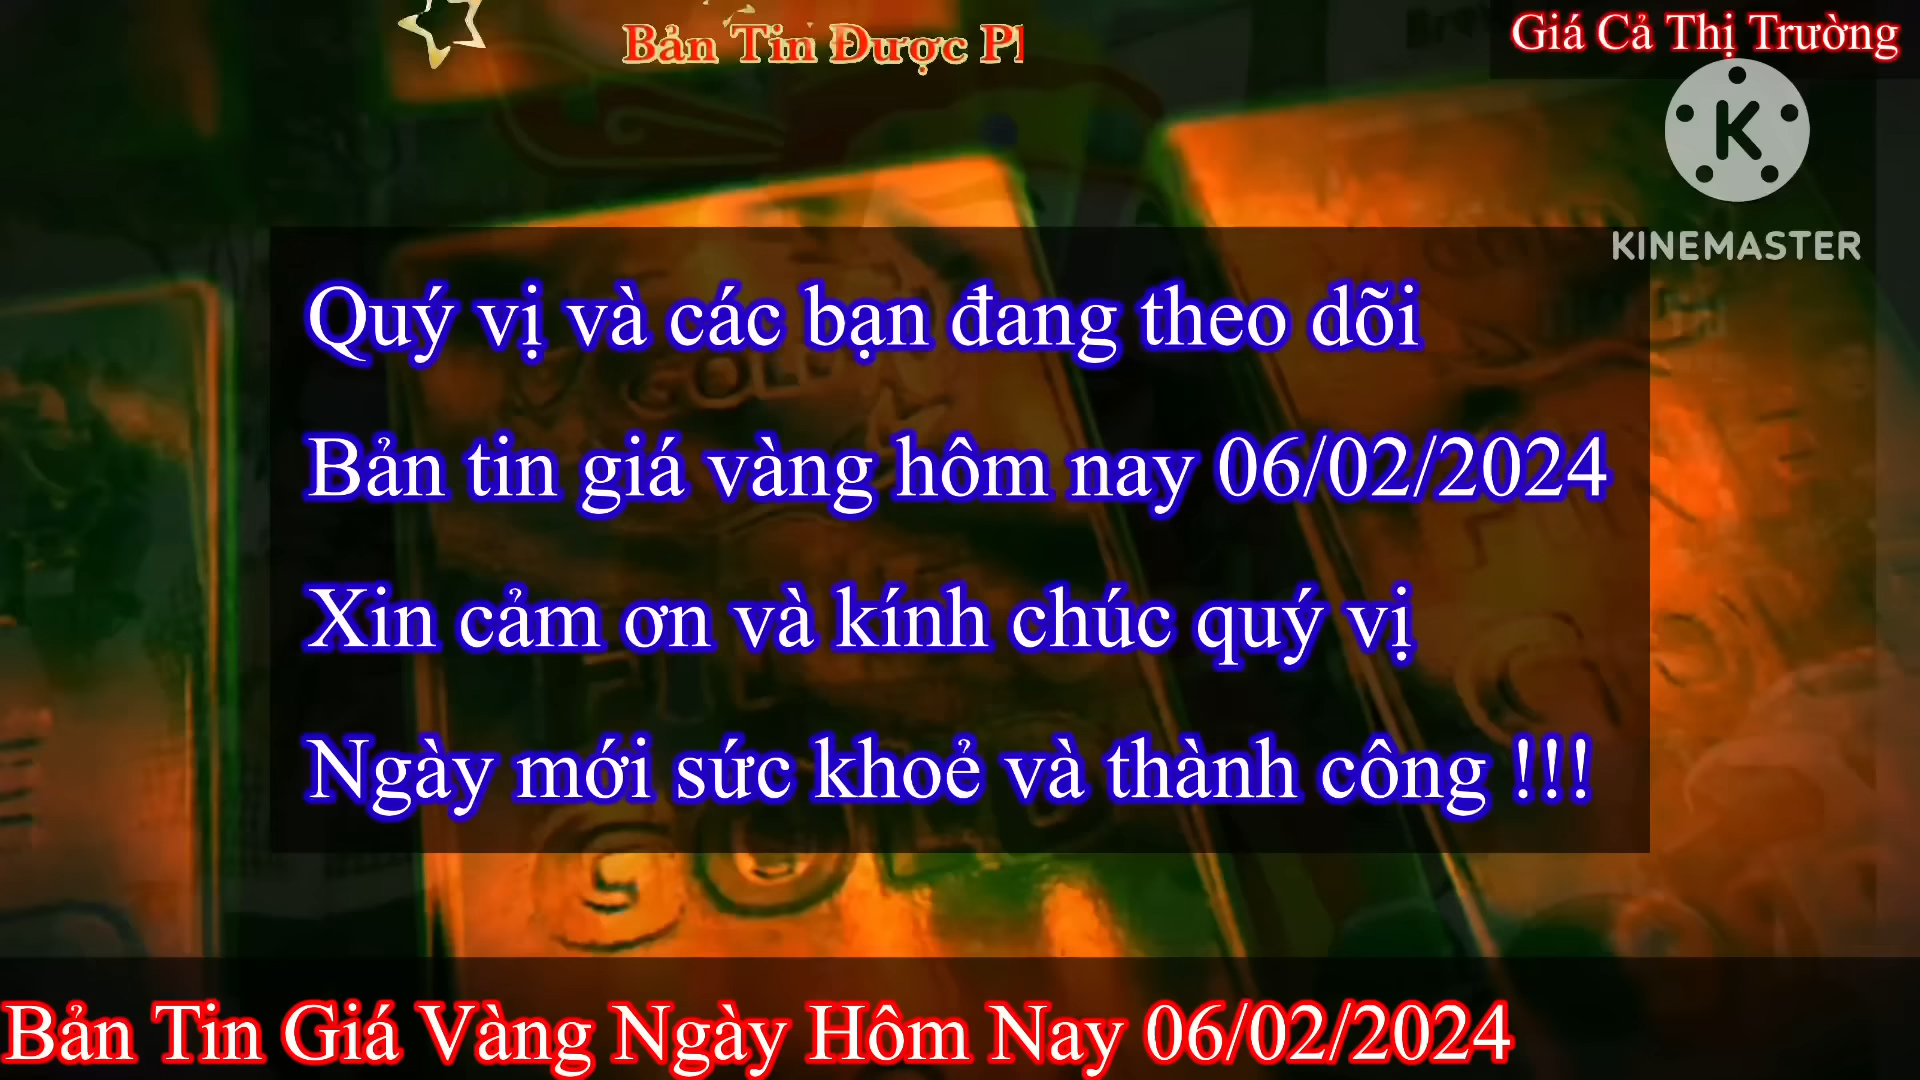 Bản Tin Được
Giá Cả Thị Trường
KINEMASTER
Quý vị và các bạn đang theo dõi
GOLD
Bản tin giá vàng hôm nay 06/02/2024
Xin cảm ơn và kính chúc quý vị
Ngày mới sức khoẻ và thành công !!!
Bản Tin Giá Vàng Ngày Hôm Nay 06/02/2024